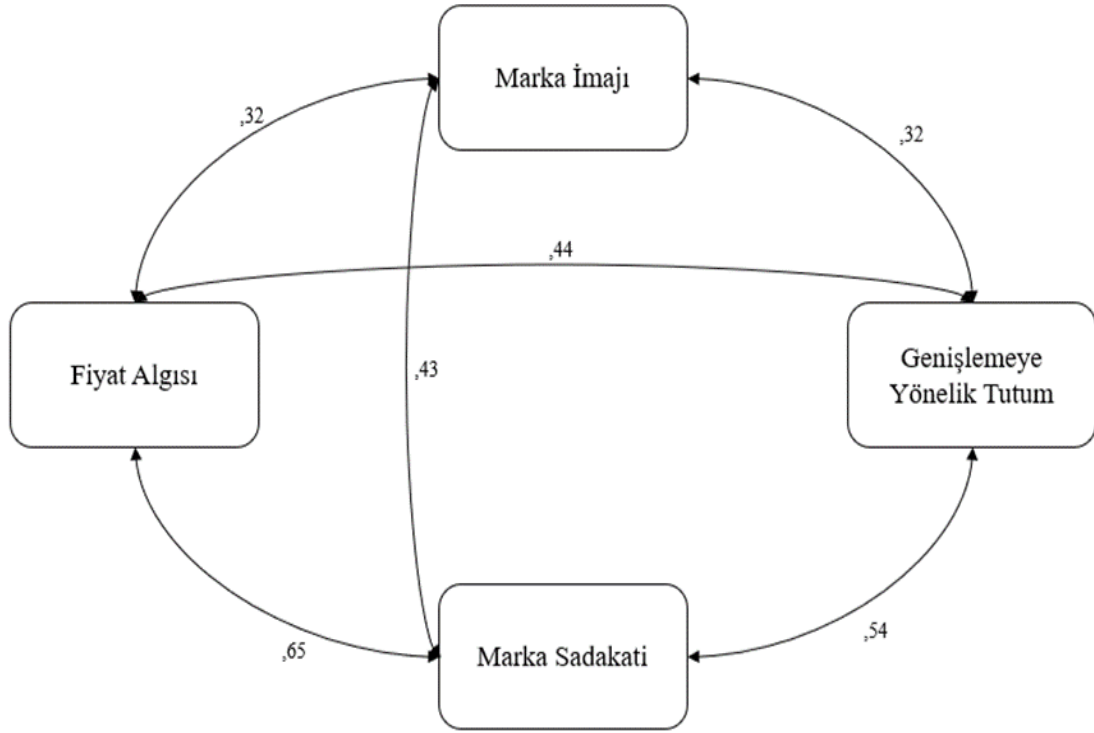 Marka İmajı
,32
,32
,44
Fiyat Algısı
,43
Genişlemeye
Yönelik Tutum
,65
Marka Sadakati
,54